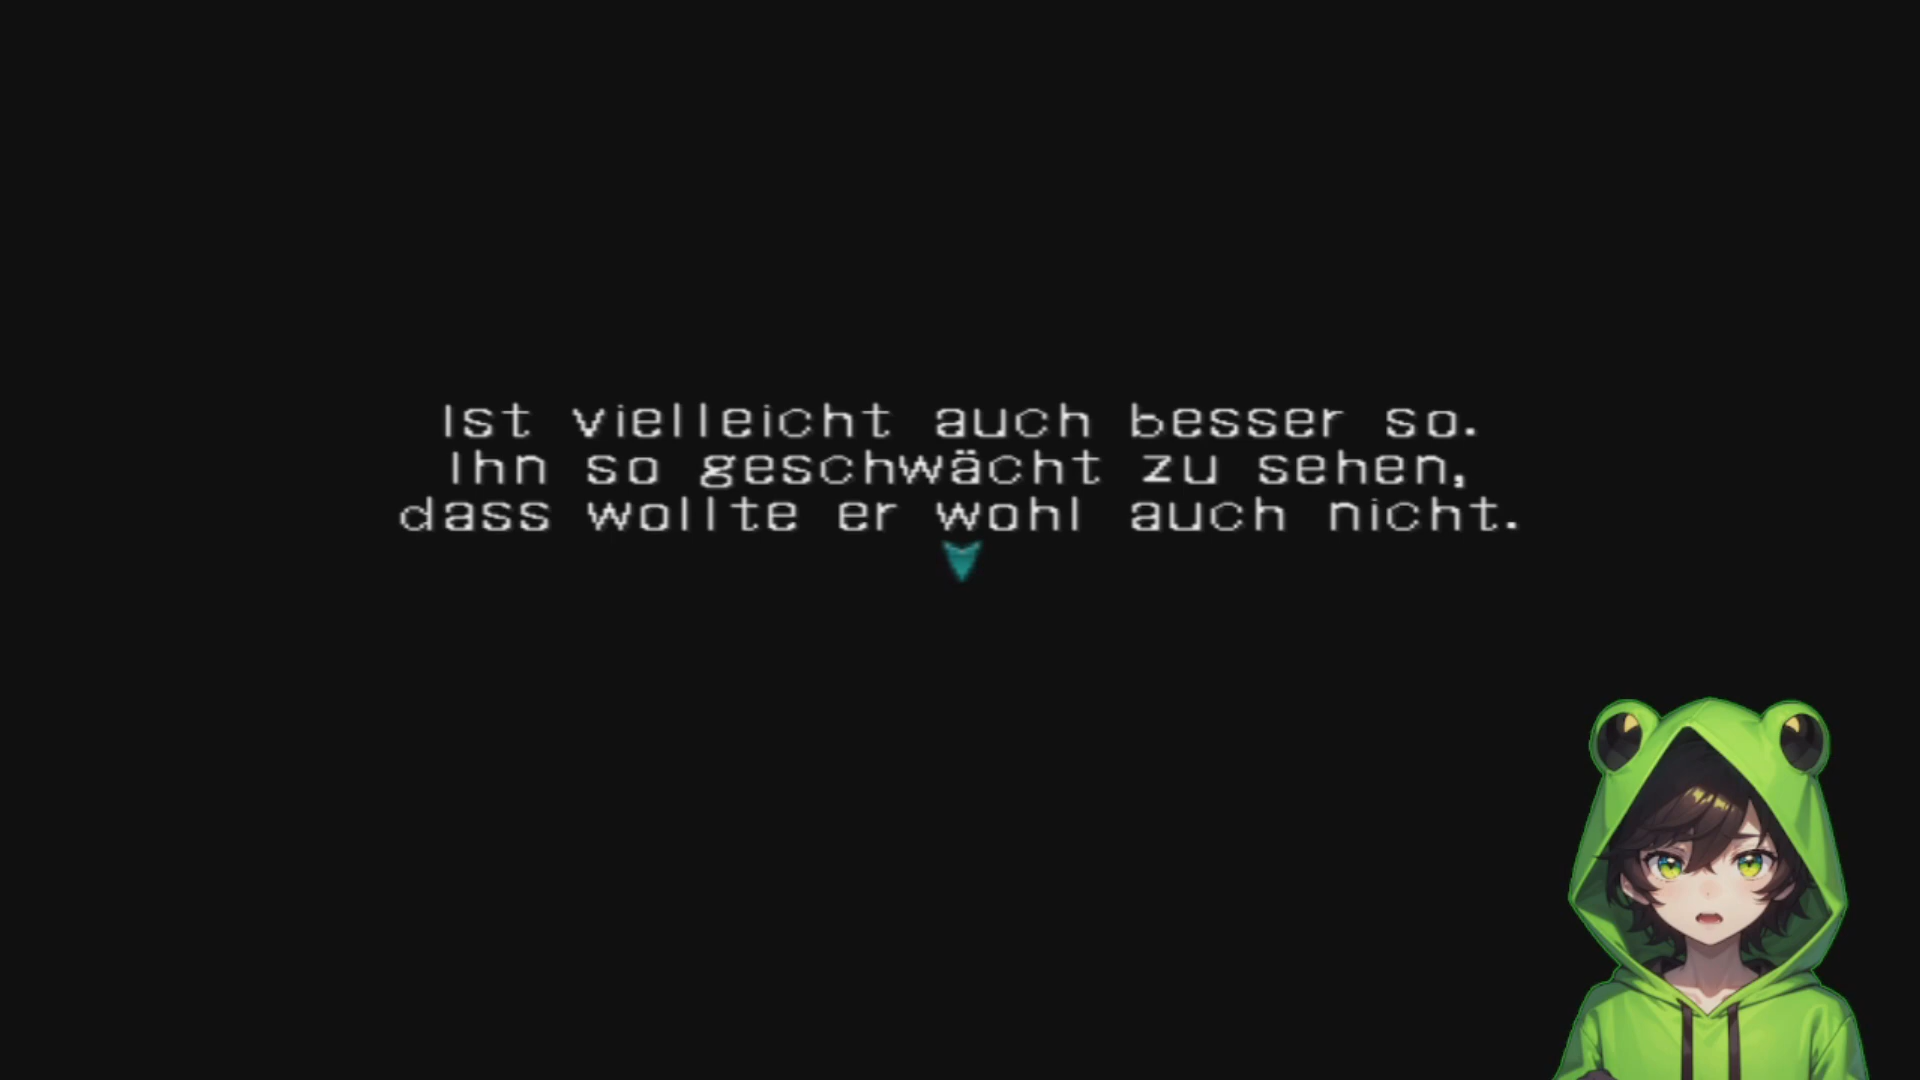 Ist vielleicht auch besser so.
Ihn so geschwächt zu sehen,
dass wollte er wohl auch nicht.